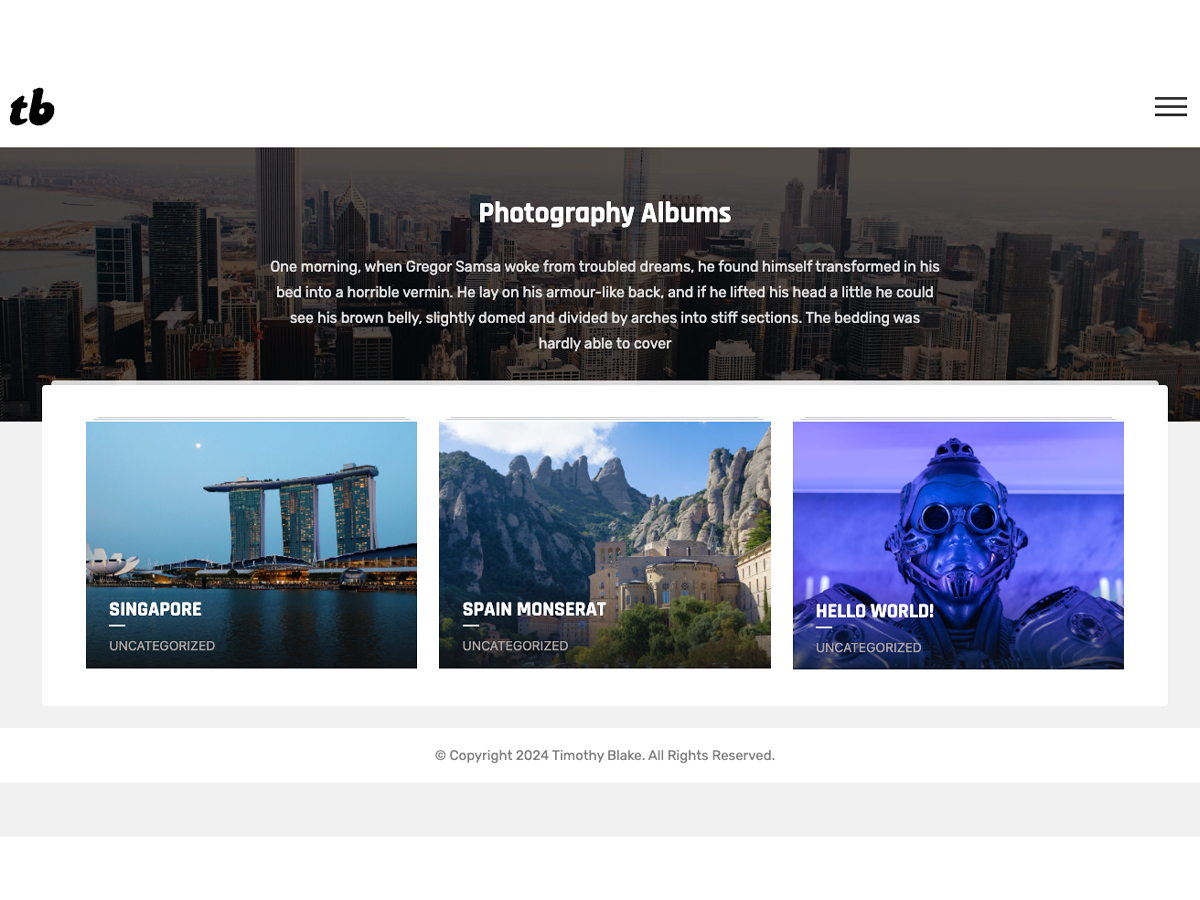 tb
Photography Albums
One morning, when Gregor Samsa woke from troubled dreams, he found himself transformed in his
bed into a horrible vermin. He lay on his armour-like back, and if he lifted his head a little he could
see his brown belly, slightly domed and divided by arches into stiff sections. The bedding was
hardly able to cover
SINGAPORE
UNCATEGORIZED
SPAIN MONSERAT
UNCATEGORIZED
HELLO WORLD!
UNCATEGORIZED
© Copyright 2024 Timothy Blake. All Rights Reserved.